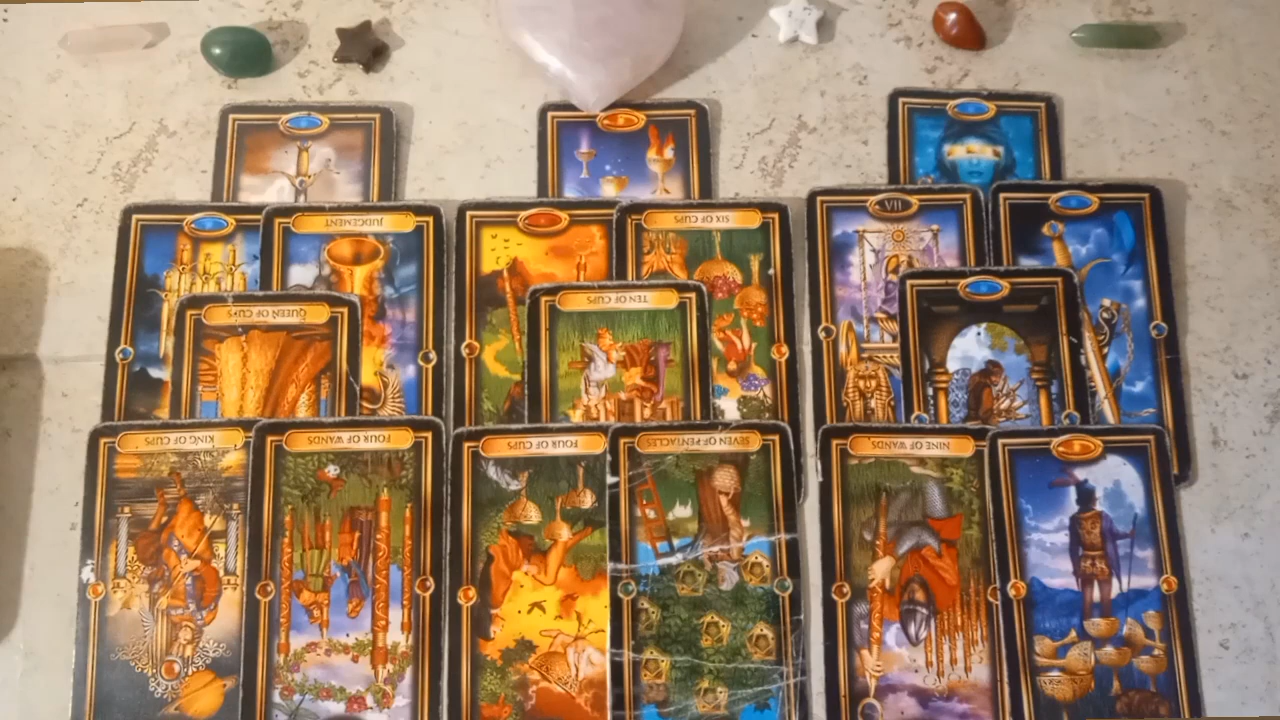 JUDGEMENT
SIX OF CUPS
VII
QUEEN OF CUPS
TEN OF CUPS
KING OF CUPS
FOUR OF WANDS
FOUR OF CUPS
SEVEN OF PENTACLES
NINE OF WANDS